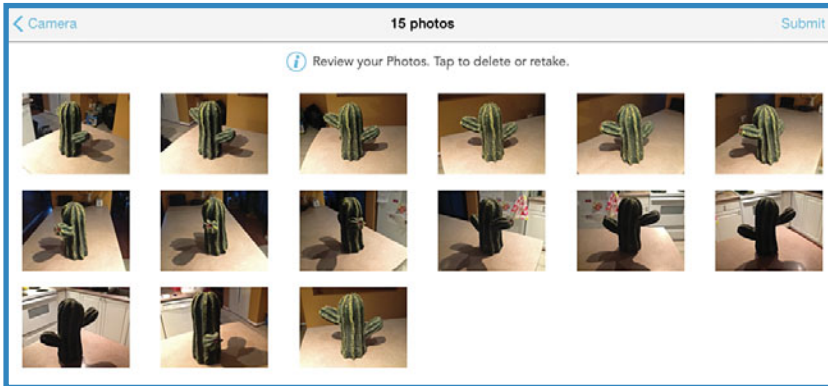 Camera
15 photos
Submit
Review your Photos. Tap to delete or retake.